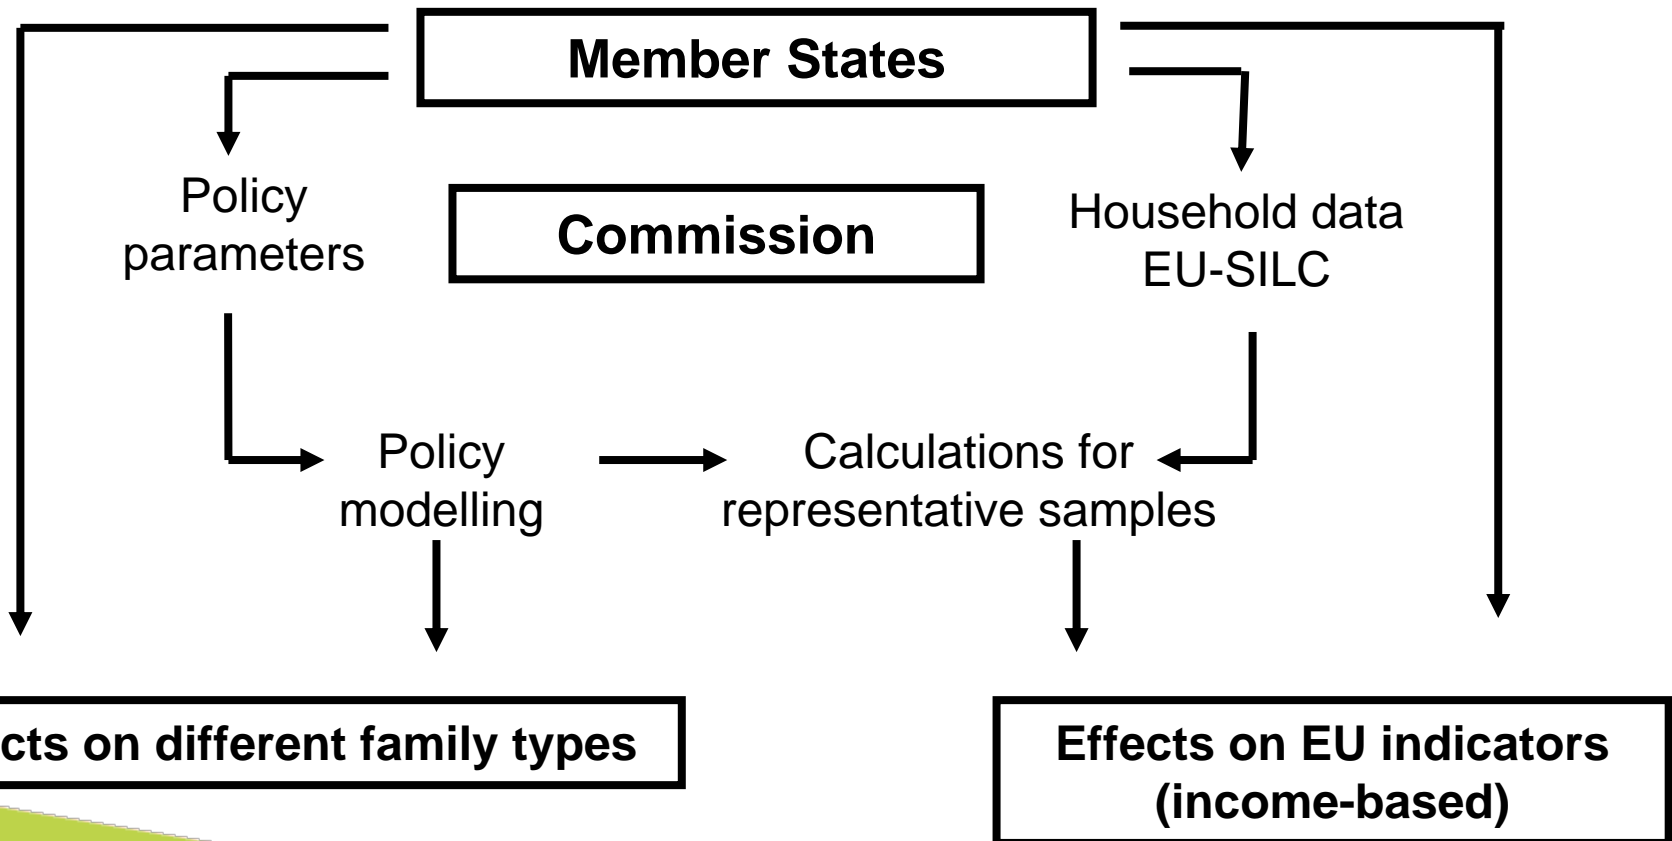 Member States
Policy
parameters
Commission
Household data
EU-SILC
Policy
modelling
Calculations for
representative samples
on different family types
Effects on EU indicators
(income-based)